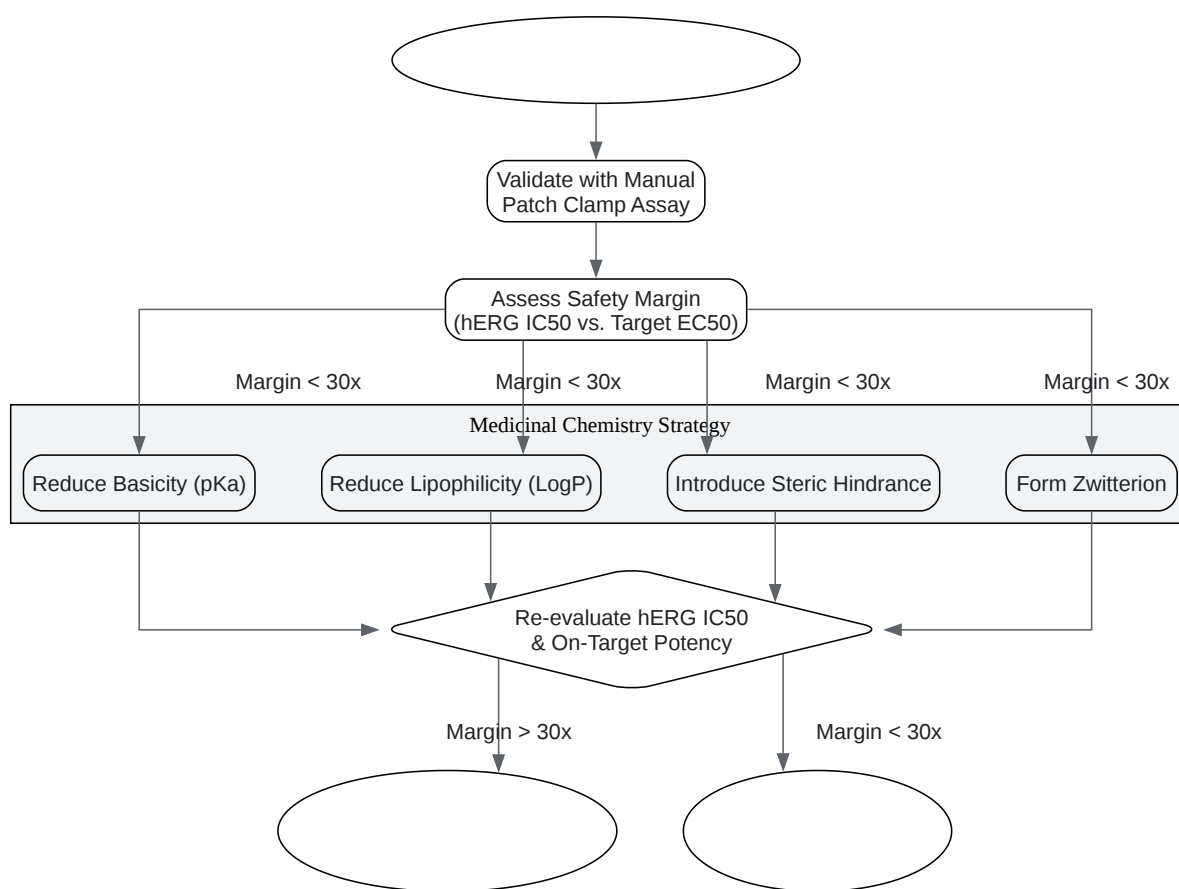 Validate with Manual
Patch Clamp Assay
Assess Safety Margin
(hERG IC50 vs. Target EC50)
Margin < 30x
Margin < 30x
Margin < 30x
Margin < 30x
Medicinal Chemistry Strategy
Reduce Basicity (pKa)
Reduce Lipophilicity (LogP)
Introduce Steric Hindrance
Form Zwitterion
Re-evaluate hERG IC50
& On-Target Potency
Margin > 30x
Margin < 30x